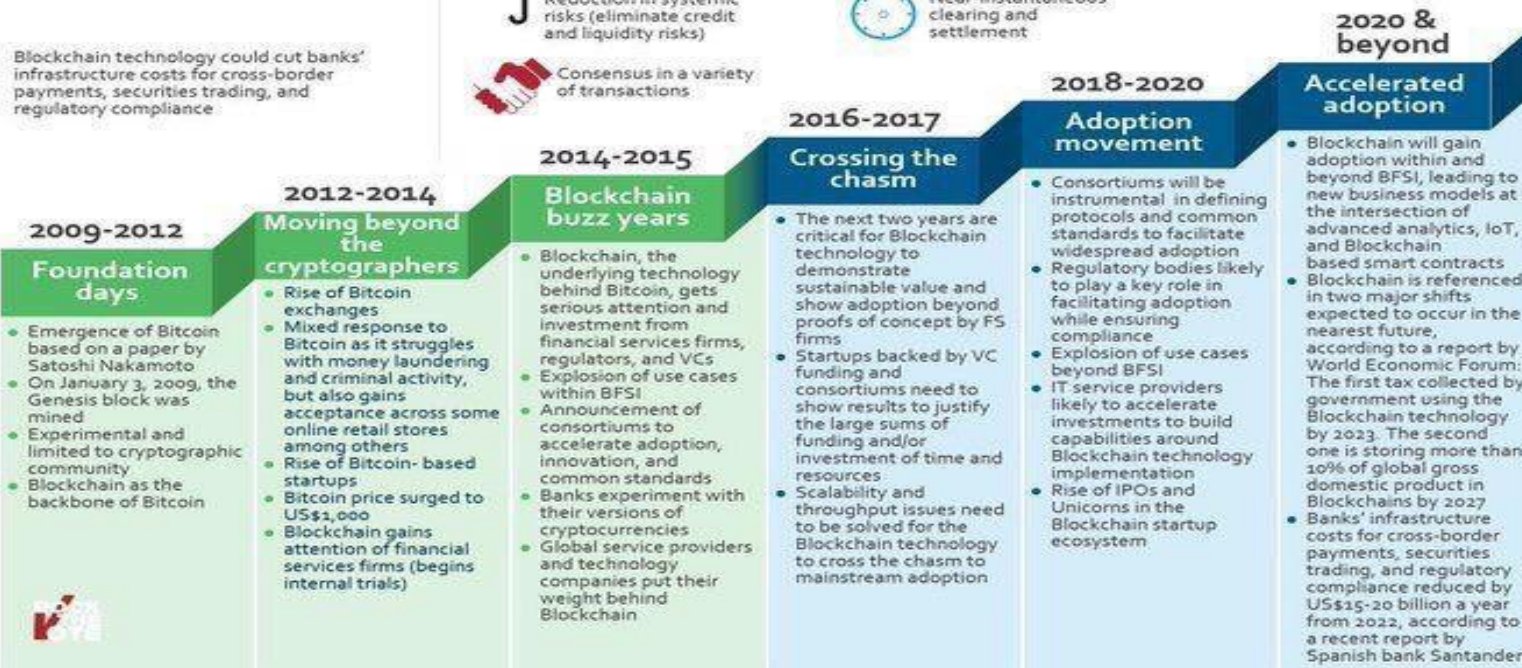 Blockchain technology could cut banks'
infrastructure costs for cross-border
payments, securities trading, and
regulatory compliance
risks (eliminate credit
and liquidity risks)
Consensus in a variety
of transactions
clearing and
settlement
2009-2012
Foundation
days
• Emergence of Bitcoin
based on a paper by
Satoshi Nakamoto
• On January 3, 2009, the
Genesis block was
mined
• Experimental and
limited to cryptographic
community
• Blockchain as the
backbone of Bitcoin
2012-2014
Moving beyond
the
cryptographers
• Rise of Bitcoin
exchanges
• Mixed response to
Bitcoin as it struggles
with money laundering
and criminal activity,
but also gains
acceptance across some
online retail stores
among others
• Rise of Bitcoin- based
startups
• Bitcoin price surged to
US$1,000
• Blockchain gains
attention of financial
services firms (begins
internal trials)
2014-2015
Blockchain
buzz years
• Blockchain, the
underlying technology
behind Bitcoin, gets
serious attention and
investment from
financial services firms,
regulators, and VCs
• Explosion of use cases
within BFSI
• Announcement of
consortiums to
accelerate adoption,
innovation, and
common standards
• Banks experiment with
their versions of
cryptocurrencies
• Global service providers
and technology
companies put their
weight behind
Blockchain
2016-2017
Crossing the
chasm
• The next two years are
critical for Blockchain
technology to
demonstrate
sustainable value and
show adoption beyond
proofs of concept by FS
firms
• Startups backed by VC
funding and
consortiums need to
show results to justify
the large sums of
funding and/or
investment of time and
resources
• Scalability and
throughput issues need
to be solved for the
Blockchain technology
to cross the chasm to
mainstream adoption
2018-2020
Adoption
movement
• Consortiums will be
instrumental in defining
protocols and common
standards to facilitate
widespread adoption
• Regulatory bodies likely
to play a key role in
facilitating adoption
while ensuring
compliance
• Explosion of use cases
beyond BFSI
• IT service providers
likely to accelerate
investments to build
capabilities around
Blockchain technology
implementation
• Rise of IPOs and
Unicorns in the
Blockchain startup
ecosystem
2020 &
beyond
Accelerated
adoption
• Blockchain will gain
adoption within and
beyond BFSI, leading to
new business models at
the intersection of
advanced analytics, IoT,
and Blockchain
based smart contracts
• Blockchain is referenced
in two major shifts
expected to occur in the
nearest future,
according to a report by
World Economic Forum:
The first tax collected by
government using the
Blockchain technology
by 2023. The second
one is storing more than
10% of global gross
domestic product in
Blockchains by 2027
• Banks' infrastructure
costs for cross-border
payments, securities
trading, and regulatory
compliance reduced by
US$15-20 billion a year
from 2022, according to
a recent report by
Spanish bank Santander